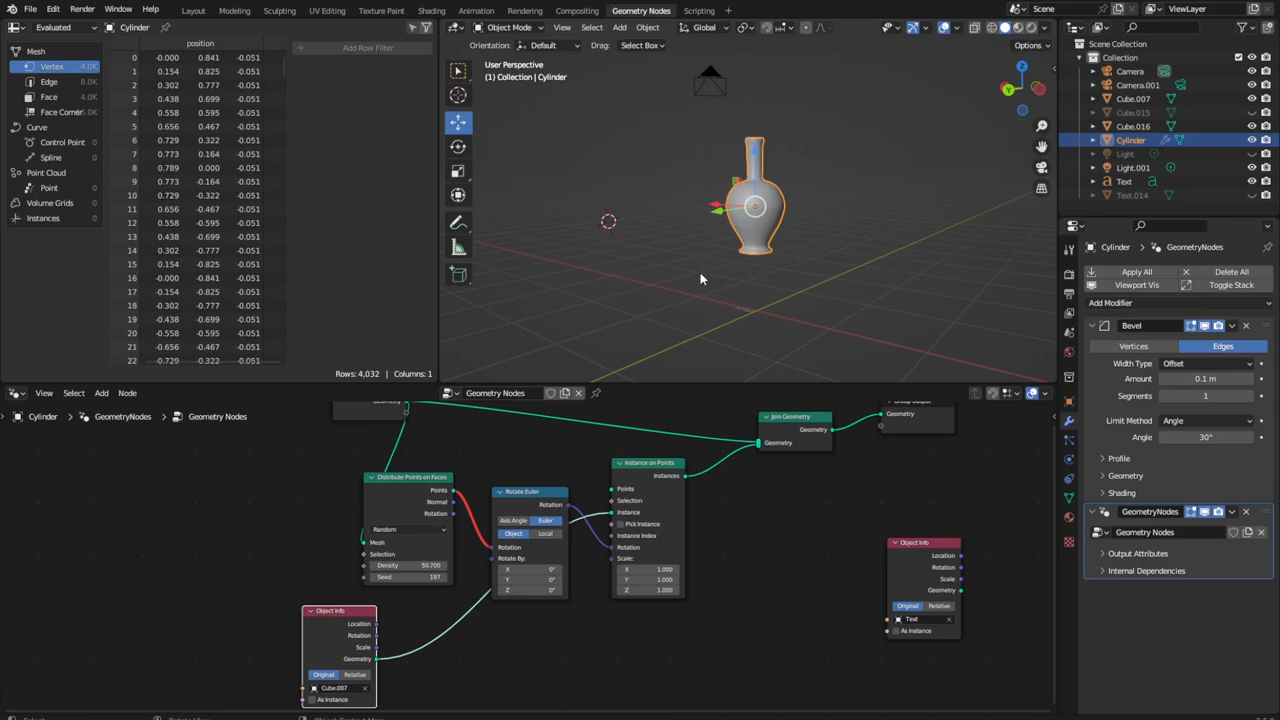 File Edit Render Window Help Layout Modeling Sculpting UV Editing Texture Paint Shading Animation Rendering Compositing Geometry Nodes Scripting Scene ViewLayer
Evaluated Cylinder
Mesh
Vertex 4.0K
Edge 8.0K
Face 4.0K
Face Corner
Curve
Control Point
Spline
Point Cloud
Point
Volume Grids
Instances
position
0 -0.000 0.841 -0.051
1 0.154 0.825 -0.051
2 0.302 0.777 -0.051
3 0.438 0.699 -0.051
4 0.558 0.595 -0.051
5 0.656 0.467 -0.051
6 0.729 0.322 -0.051
7 0.773 0.164 -0.051
8 0.789 0.000 -0.051
9 0.773 -0.164 -0.051
10 0.729 -0.322 -0.051
11 0.656 -0.467 -0.051
12 0.558 -0.595 -0.051
13 0.438 -0.699 -0.051
14 0.302 -0.777 -0.051
15 0.154 -0.825 -0.051
16 -0.000 -0.841 -0.051
17 -0.154 -0.825 -0.051
18 -0.302 -0.777 -0.051
19 -0.438 -0.699 -0.051
20 -0.558 -0.595 -0.051
21 -0.656 -0.467 -0.051
22 -0.729 -0.322 -0.051
Add Row Filter
Rows: 4,032 | Columns: 1
Object Mode View Select Add Object Global
Orientation: Default Drag: Select Box Options
User Perspective
(1) Collection | Cylinder
Z
Y
Scene Collection
Collection
Camera
Camera.001
Cube.007
Cube.015
Cube.016
Cylinder
Light
Light.001
Text
Text.014
Cylinder GeometryNodes
Apply All Delete All
Viewport Vis Toggle Stack
Add Modifier
Bevel
Vertices Edges
Width Type Offset
Amount 0.1 m
Segments 1
Limit Method Angle
Angle 30°
Profile
Geometry
Shading
GeometryNodes
Geometry Nodes
Output Attributes
Internal Dependencies
View Select Add Node Geometry Nodes
Cylinder GeometryNodes Geometry Nodes
Distribute Points on Faces
Points
Normal
Rotation
Random
Mesh
Selection
Density 50.700
Seed 197
Rotate Euler
Rotation
Axis Angle Euler
Object Local
Rotation
Rotate By:
X 0°
Y 0°
Z 0°
Instance on Points
Instances
Points
Selection
Instance
Pick Instance
Instance Index
Rotation
Scale:
X 1.000
Y 1.000
Z 1.000
Join Geometry
Geometry
Geometry
Geometry
Object Info
Location
Rotation
Scale
Geometry
Original Relative
Text
As Instance
Object Info
Location
Rotation
Scale
Geometry
Original Relative
Cube.007
As Instance